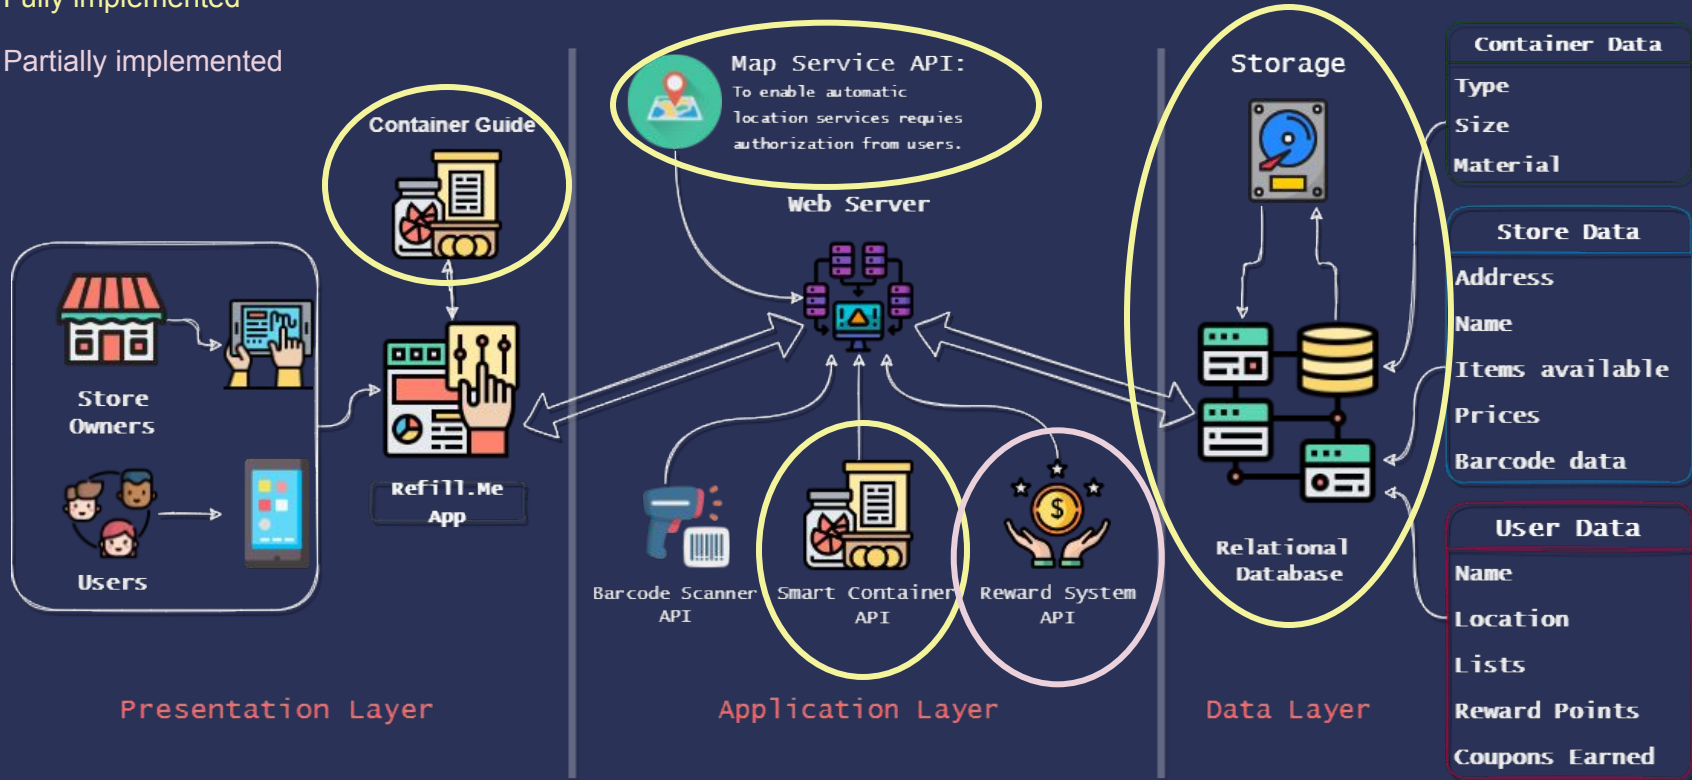 Fully implemented
Partially implemented
Container Guide
Store
Owners
Users
Refill.Me
App
Presentation Layer
Map Service API:
To enable automatic
location services requies
authorization from users.
Web Server
Barcode Scanner
API
Smart Container
API
Reward System
API
Application Layer
Storage
Relational
Database
Data Layer
Container Data
Type
Size
Material
Store Data
Address
Name
Items available
Prices
Barcode data
User Data
Name
Location
Lists
Reward Points
Coupons Earned